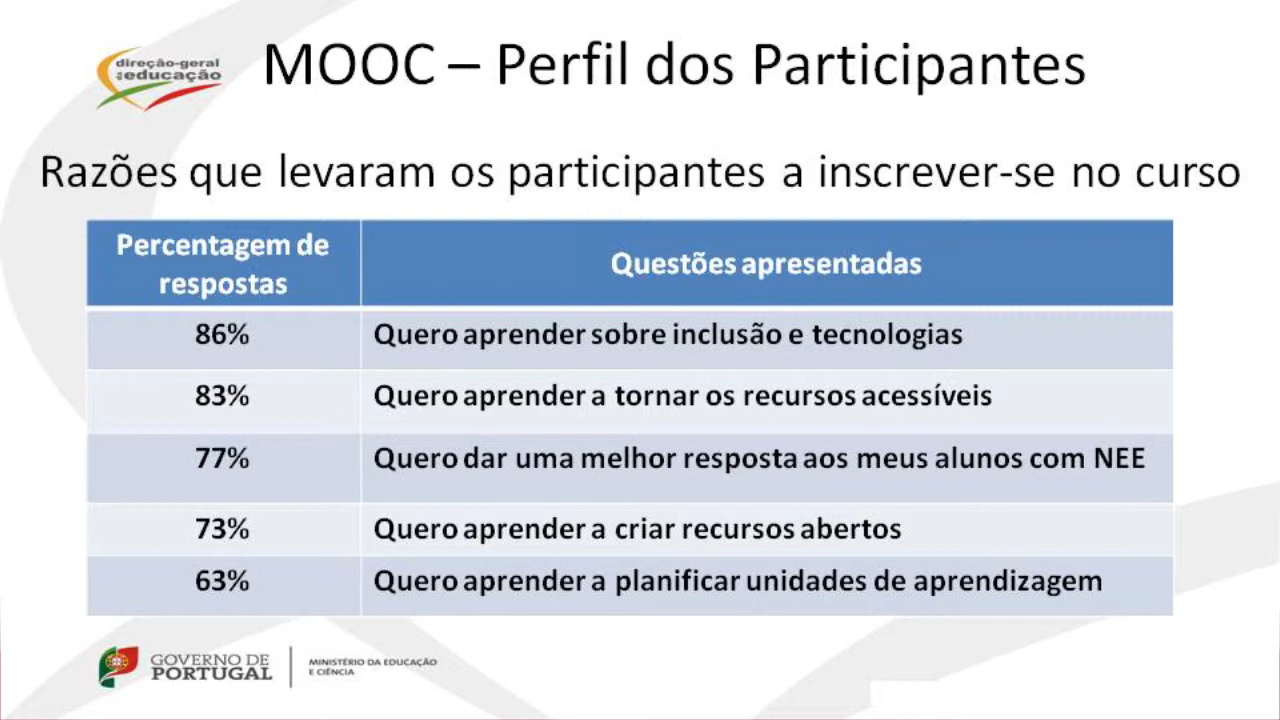 direção-geral
da educação
MOOC – Perfil dos Participantes
Razões que levaram os participantes a inscrever-se no curso
Percentagem de
respostas
Questões apresentadas
86% Quero aprender sobre inclusão e tecnologias
83% Quero aprender a tornar os recursos acessíveis
77% Quero dar uma melhor resposta aos meus alunos com NEE
73% Quero aprender a criar recursos abertos
63% Quero aprender a planificar unidades de aprendizagem
GOVERNO DE
PORTUGAL
MINISTÉRIO DA EDUCAÇÃO
E CIÊNCIA